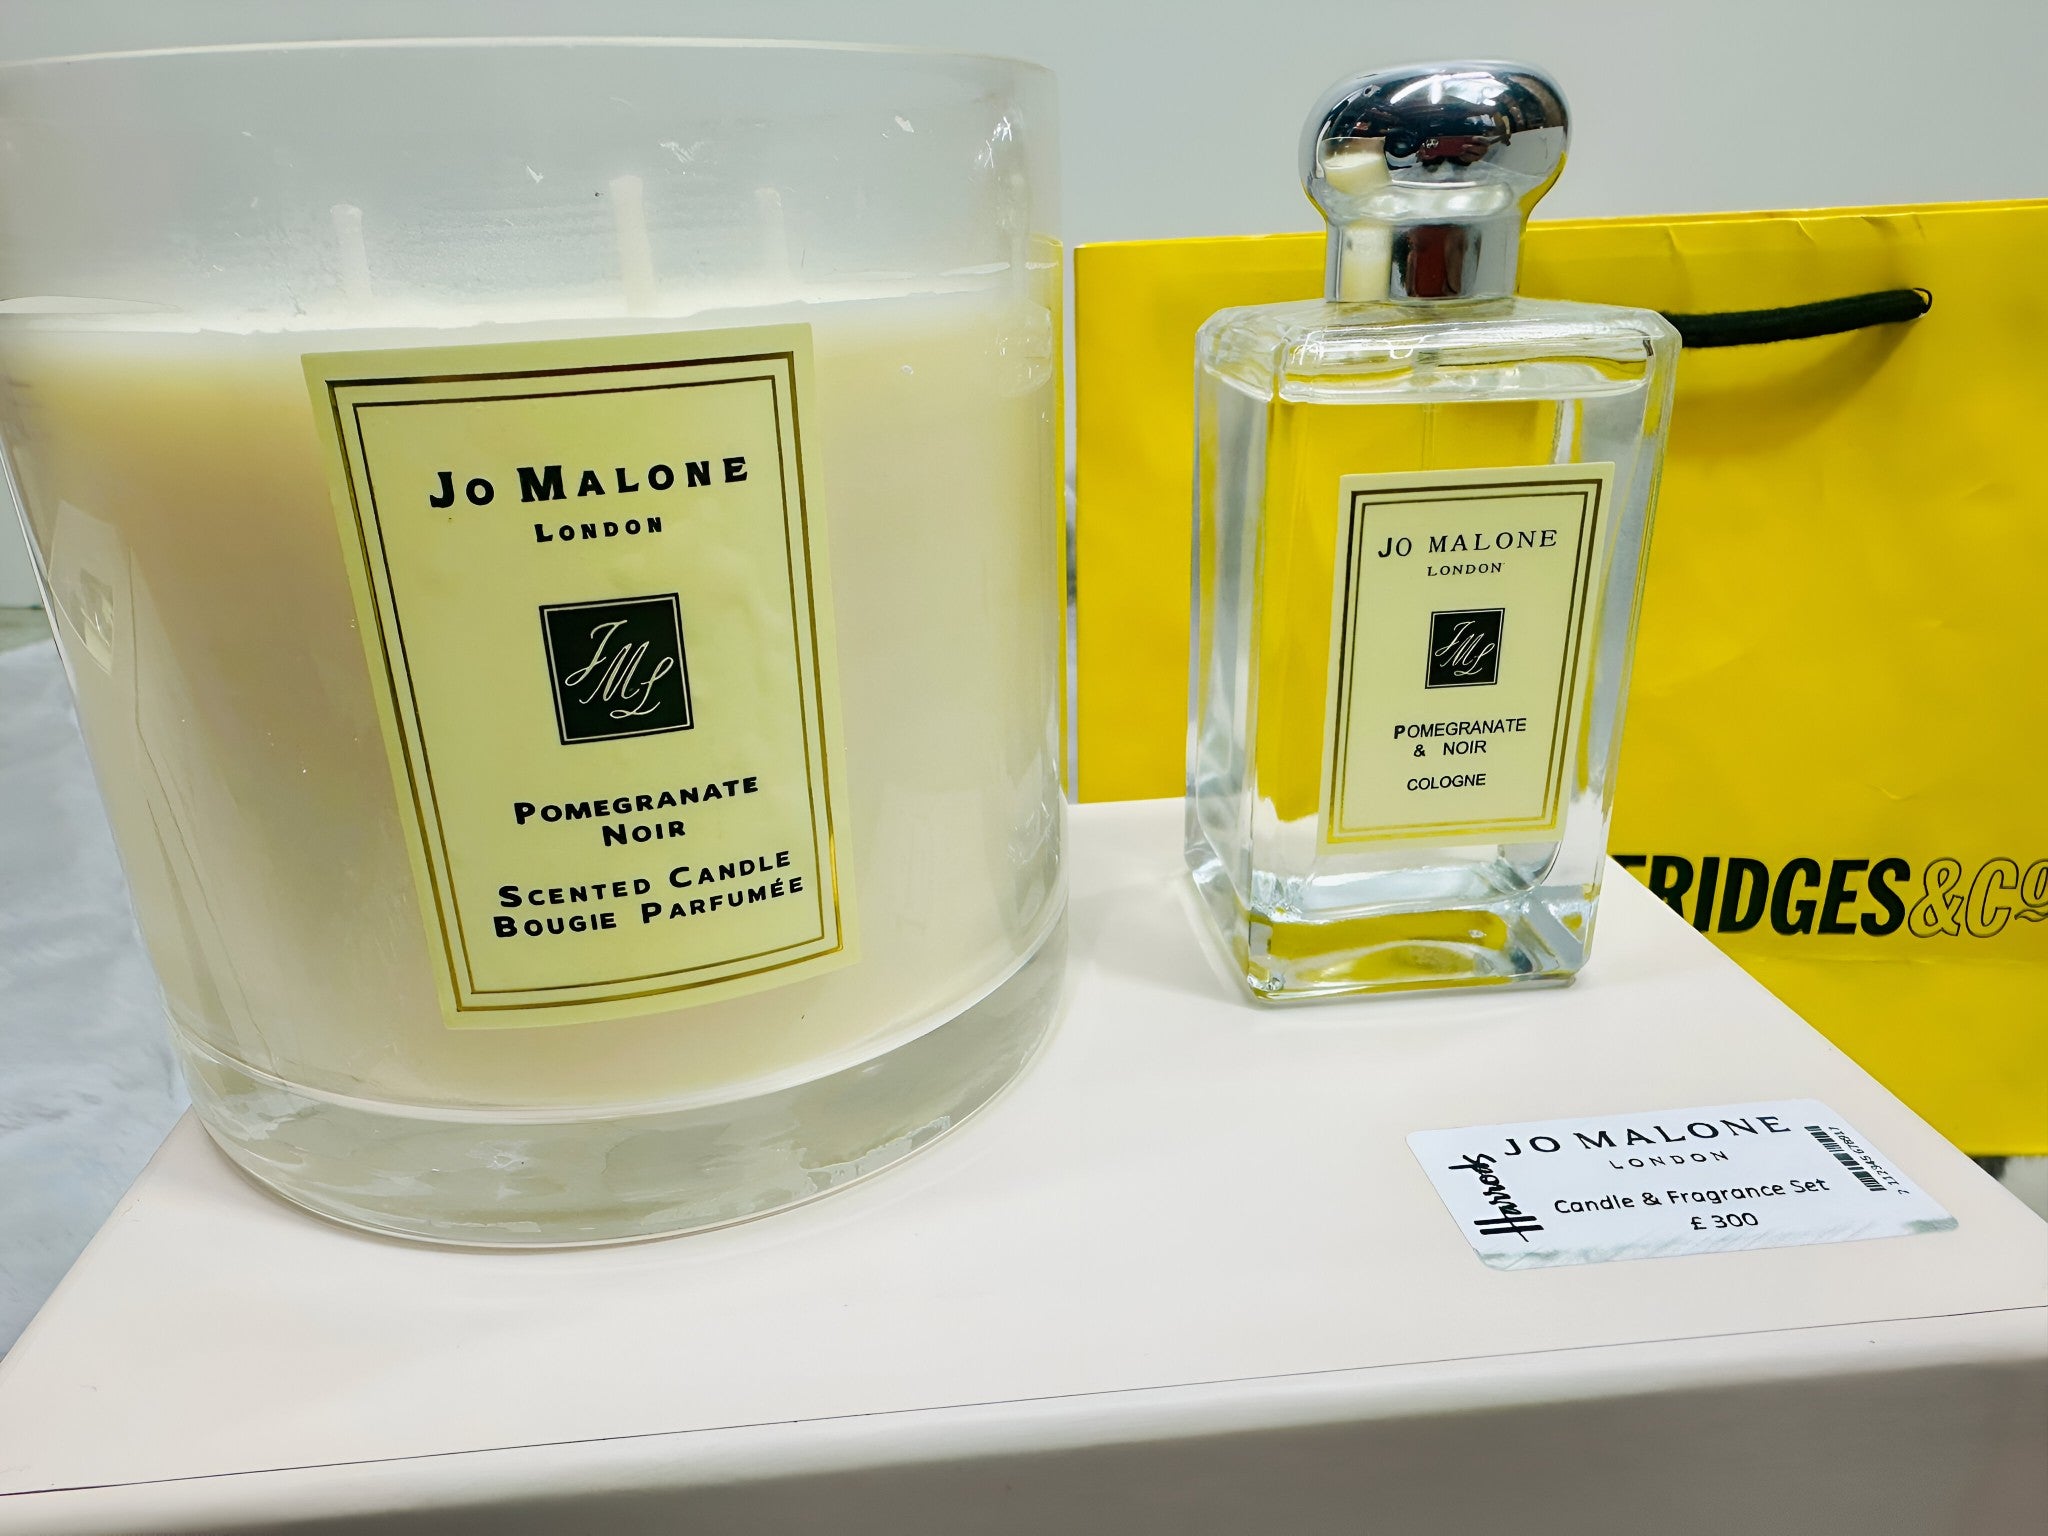 JO MALONE
LONDON
JML
POMEGRANATE
NOIR
SCENTED CANDLE
BOUGIE PARFUMÉE
JO MALONE
LONDON
JML
POMEGRANATE
& NOIR
COLOGNE
FRIDGES&Co
Harrods
JO MALONE
LONDON
Candle & Fragrance Set
£300